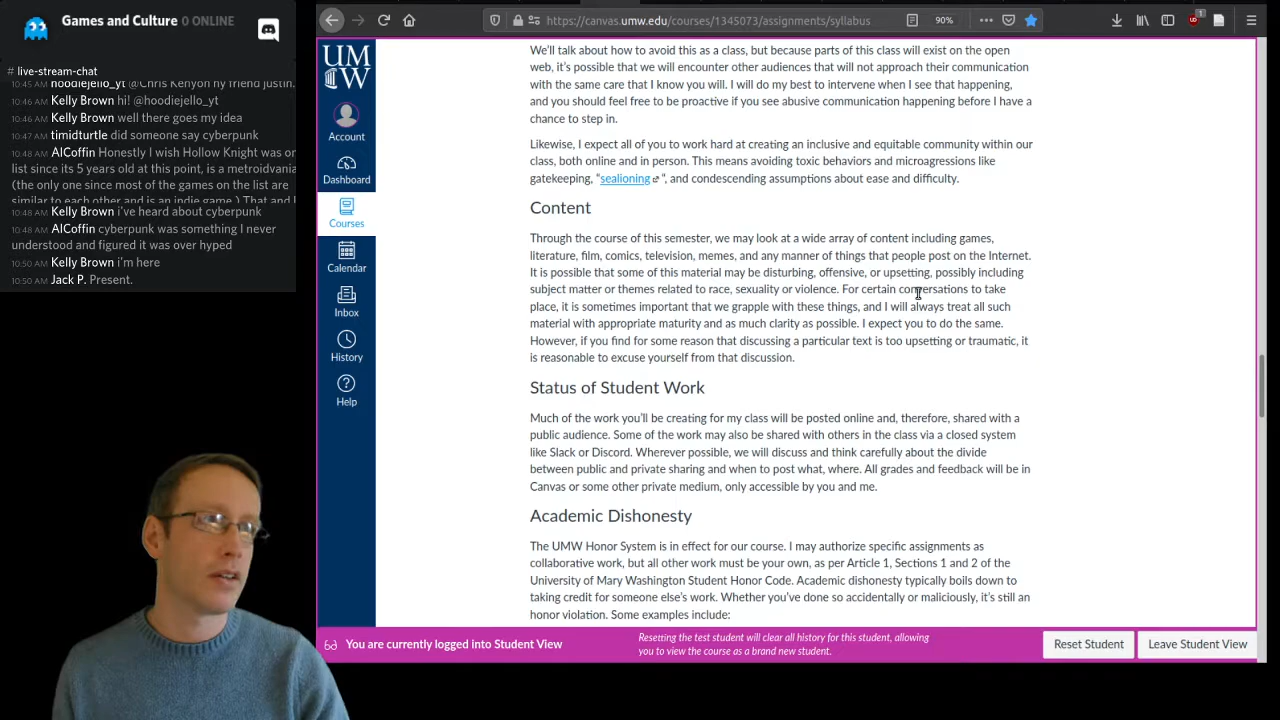 Games and Culture 0 ONLINE
# live-stream-chat
10:45 AM hoodiejello_yt @Chris Kenyon my friend justin.
10:46 AM Kelly Brown hi! @hoodiejello_yt
10:46 AM Kelly Brown well there goes my idea
10:47 AM timidturtle did someone say cyberpunk
10:48 AM AlCoffin Honestly I wish Hollow Knight was on
list since its 5 years old at this point, is a metroidvania
(the only one since most of the games on the list are
similar to each other and is an indie game.) That and
10:48 AM Kelly Brown i've heard about cyberpunk
10:48 AM AlCoffin cyberpunk was something I never
understood and figured it was over hyped
10:50 AM Kelly Brown i'm here
10:50 AM Jack P. Present.
https://canvas.umw.edu/courses/1345073/assignments/syllabus
90%
1
UMW
Account
Dashboard
Courses
Calendar
Inbox
History
Help
We'll talk about how to avoid this as a class, but because parts of this class will exist on the open
web, it's possible that we will encounter other audiences that will not approach their communication
with the same care that I know you will. I will do my best to intervene when I see that happening,
and you should feel free to be proactive if you see abusive communication happening before I have a
chance to step in.
Likewise, I expect all of you to work hard at creating an inclusive and equitable community within our
class, both online and in person. This means avoiding toxic behaviors and microagressions like
gatekeeping, “sealioning”, and condescending assumptions about ease and difficulty.
Content
Through the course of this semester, we may look at a wide array of content including games,
literature, film, comics, television, memes, and any manner of things that people post on the Internet.
It is possible that some of this material may be disturbing, offensive, or upsetting, possibly including
subject matter or themes related to race, sexuality or violence. For certain conversations to take
place, it is sometimes important that we grapple with these things, and I will always treat all such
material with appropriate maturity and as much clarity as possible. I expect you to do the same.
However, if you find for some reason that discussing a particular text is too upsetting or traumatic, it
is reasonable to excuse yourself from that discussion.
Status of Student Work
Much of the work you'll be creating for my class will be posted online and, therefore, shared with a
public audience. Some of the work may also be shared with others in the class via a closed system
like Slack or Discord. Wherever possible, we will discuss and think carefully about the divide
between public and private sharing and when to post what, where. All grades and feedback will be in
Canvas or some other private medium, only accessible by you and me.
Academic Dishonesty
The UMW Honor System is in effect for our course. I may authorize specific assignments as
collaborative work, but all other work must be your own, as per Article 1, Sections 1 and 2 of the
University of Mary Washington Student Honor Code. Academic dishonesty typically boils down to
taking credit for someone else's work. Whether you've done so accidentally or maliciously, it's still an
honor violation. Some examples include:
You are currently logged into Student View
Resetting the test student will clear all history for this student, allowing
you to view the course as a brand new student.
Reset Student
Leave Student View